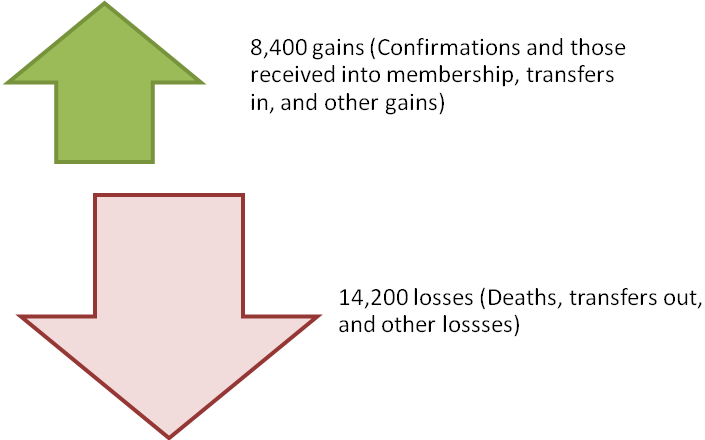 8,400 gains (Confirmations and those
received into membership, transfers
in, and other gains)
14,200 losses (Deaths, transfers out,
and other lossses)